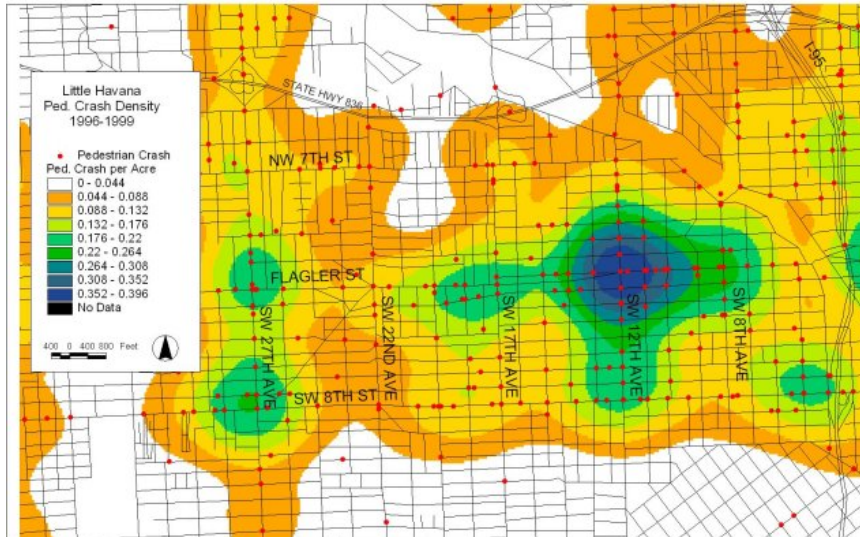 Little Havana
Ped. Crash Density
1996-1999
Pedestrian Crash
Ped. Crash per Acre
0 - 0.044
0.044 - 0.088
0.088 - 0.132
0.132 - 0.176
0.176 - 0.22
0.22 - 0.264
0.264 - 0.308
0.308 - 0.352
0.352 - 0.396
No Data
400 0 400 800 Feet
STATE HWY 836
I-95
NW 7TH ST
FLAGLER ST
SW 27TH AVE
SW 22ND AVE
SW 17TH AVE
SW 12TH AVE
SW 8TH AVE
SW 8TH ST